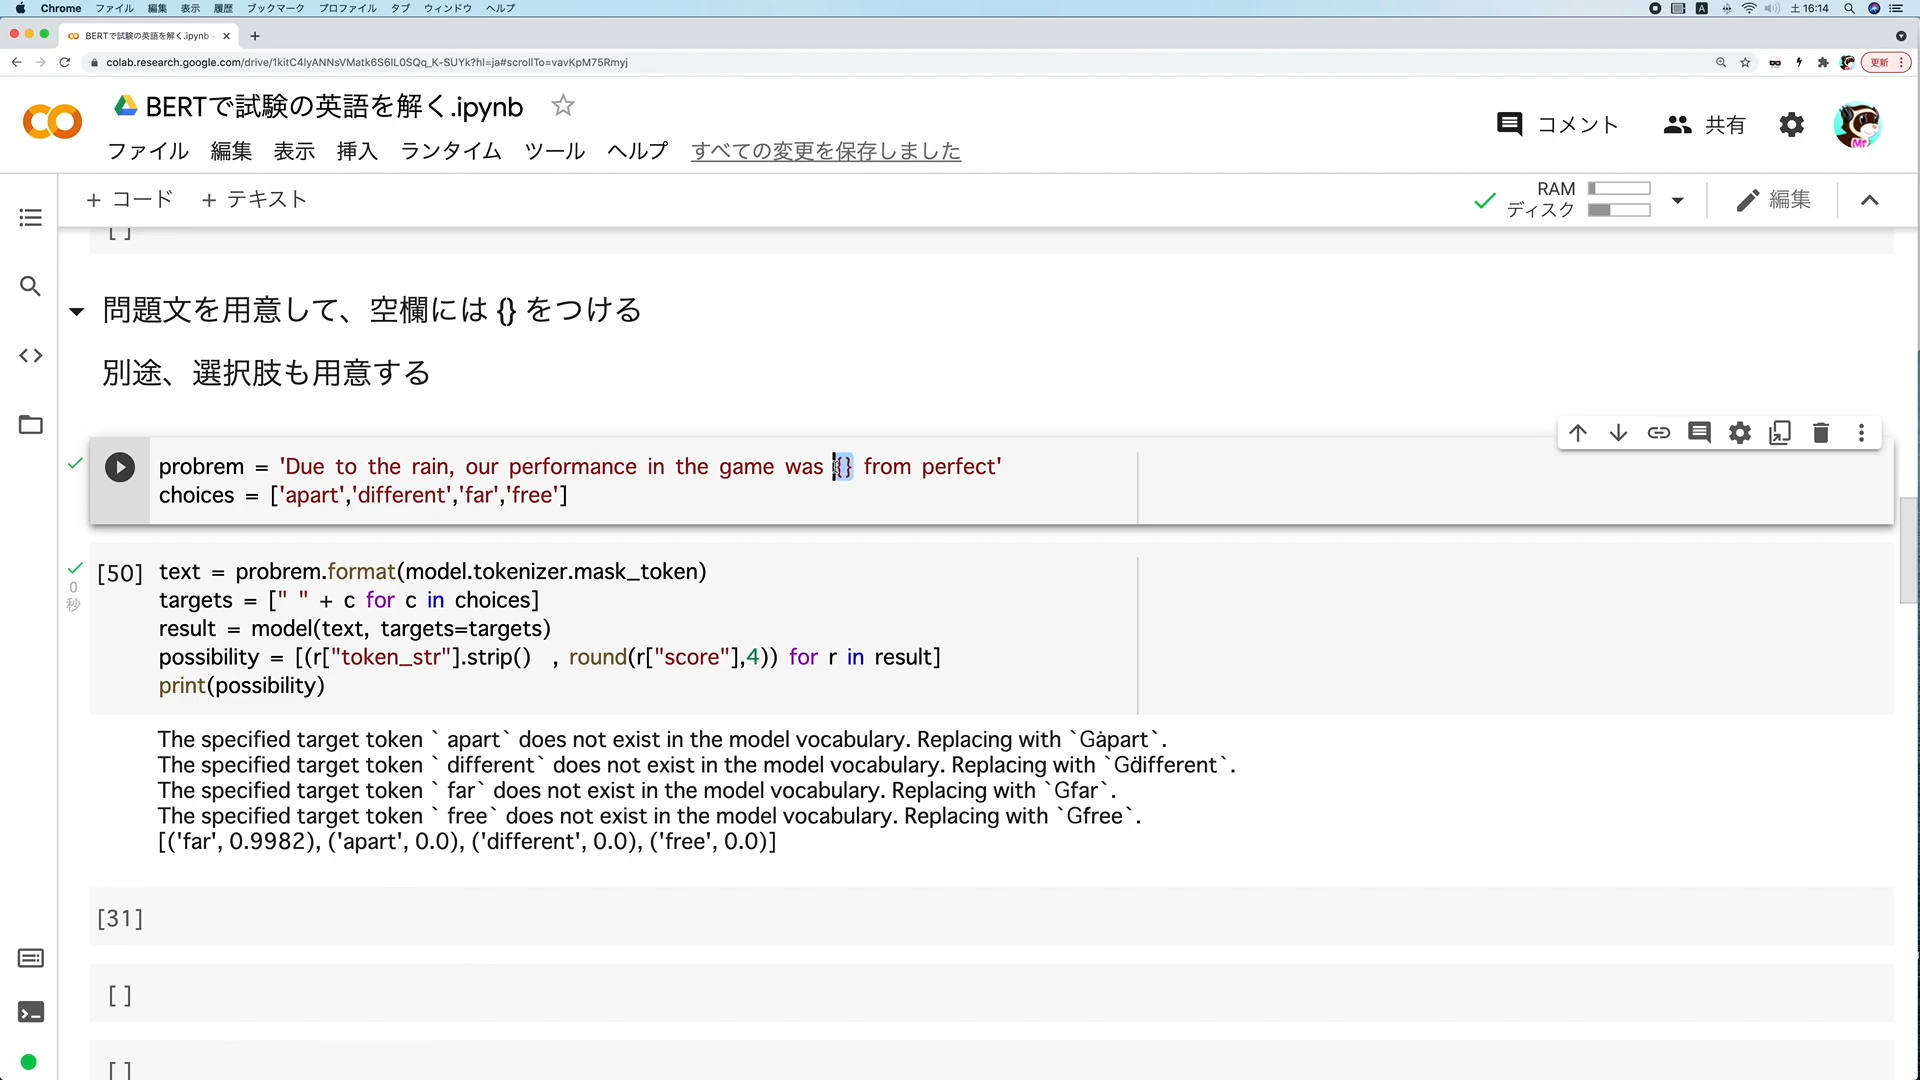 Chrome ファイル 編集 表示 履歴 ブックマーク プロファイル タブ ウィンドウ ヘルプ
土 16:14
BERTで試験の英語を解く.ipynb
colab.research.google.com/drive/1kitC4lyANNsVMatk6S6lL0SQq_K-SUYk?hl=ja#scrollTo=vavKpM75Rmyj
更新
BERTで試験の英語を解く.ipynb
コメント 共有
ファイル 編集 表示 挿入 ランタイム ツール ヘルプ すべての変更を保存しました
+ コード + テキスト
RAM
ディスク
編集
[ ]
問題文を用意して、空欄には {} をつける
別途、選択肢も用意する
probrem = 'Due to the rain, our performance in the game was {} from perfect'
choices = ['apart','different','far','free']
[50] text = probrem.format(model.tokenizer.mask_token)
0
秒
targets = [" " + c for c in choices]
result = model(text, targets=targets)
possibility = [(r["token_str"].strip() , round(r["score"],4)) for r in result]
print(possibility)
The specified target token ` apart` does not exist in the model vocabulary. Replacing with `Ġapart`.
The specified target token ` different` does not exist in the model vocabulary. Replacing with `Ġdifferent`.
The specified target token ` far` does not exist in the model vocabulary. Replacing with `Ġfar`.
The specified target token ` free` does not exist in the model vocabulary. Replacing with `Ġfree`.
[('far', 0.9982), ('apart', 0.0), ('different', 0.0), ('free', 0.0)]
[31]
[ ]
[ ]